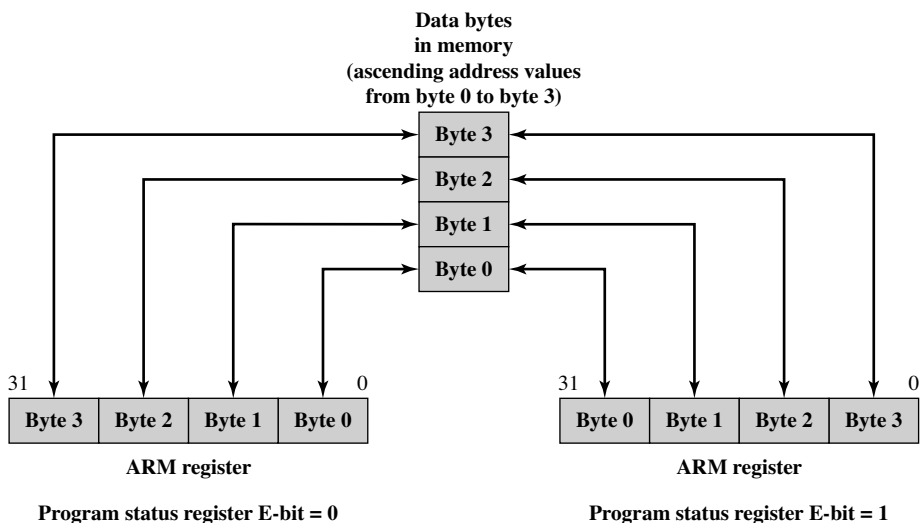 Data bytes
in memory
(ascending address values
from byte 0 to byte 3)
Byte 3
Byte 2
Byte 1
Byte 0
31 0
Byte 3 Byte 2 Byte 1 Byte 0
ARM register
Program status register E-bit = 0
31 0
Byte 0 Byte 1 Byte 2 Byte 3
ARM register
Program status register E-bit = 1